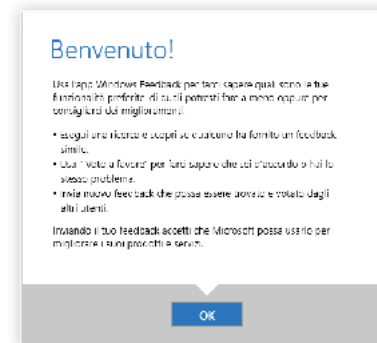 Benvenuto!
Usa l'app Windows Feedback per farci sapere quali sono le tue
funzionalità preferite, di quali potresti fare a meno oppure per
consigliarci dei miglioramenti.
• Esegui una ricerca e scopri se qualcuno ha fornito un feedback
simile.
• Usa "Voto a favore" per farci sapere che sei d'accordo o hai lo
stesso problema.
• Invia nuovo feedback che possa essere trovato e votato dagli
altri utenti.
Inviando il tuo feedback accetti che Microsoft possa usarlo per
migliorare i suoi prodotti e servizi.
OK